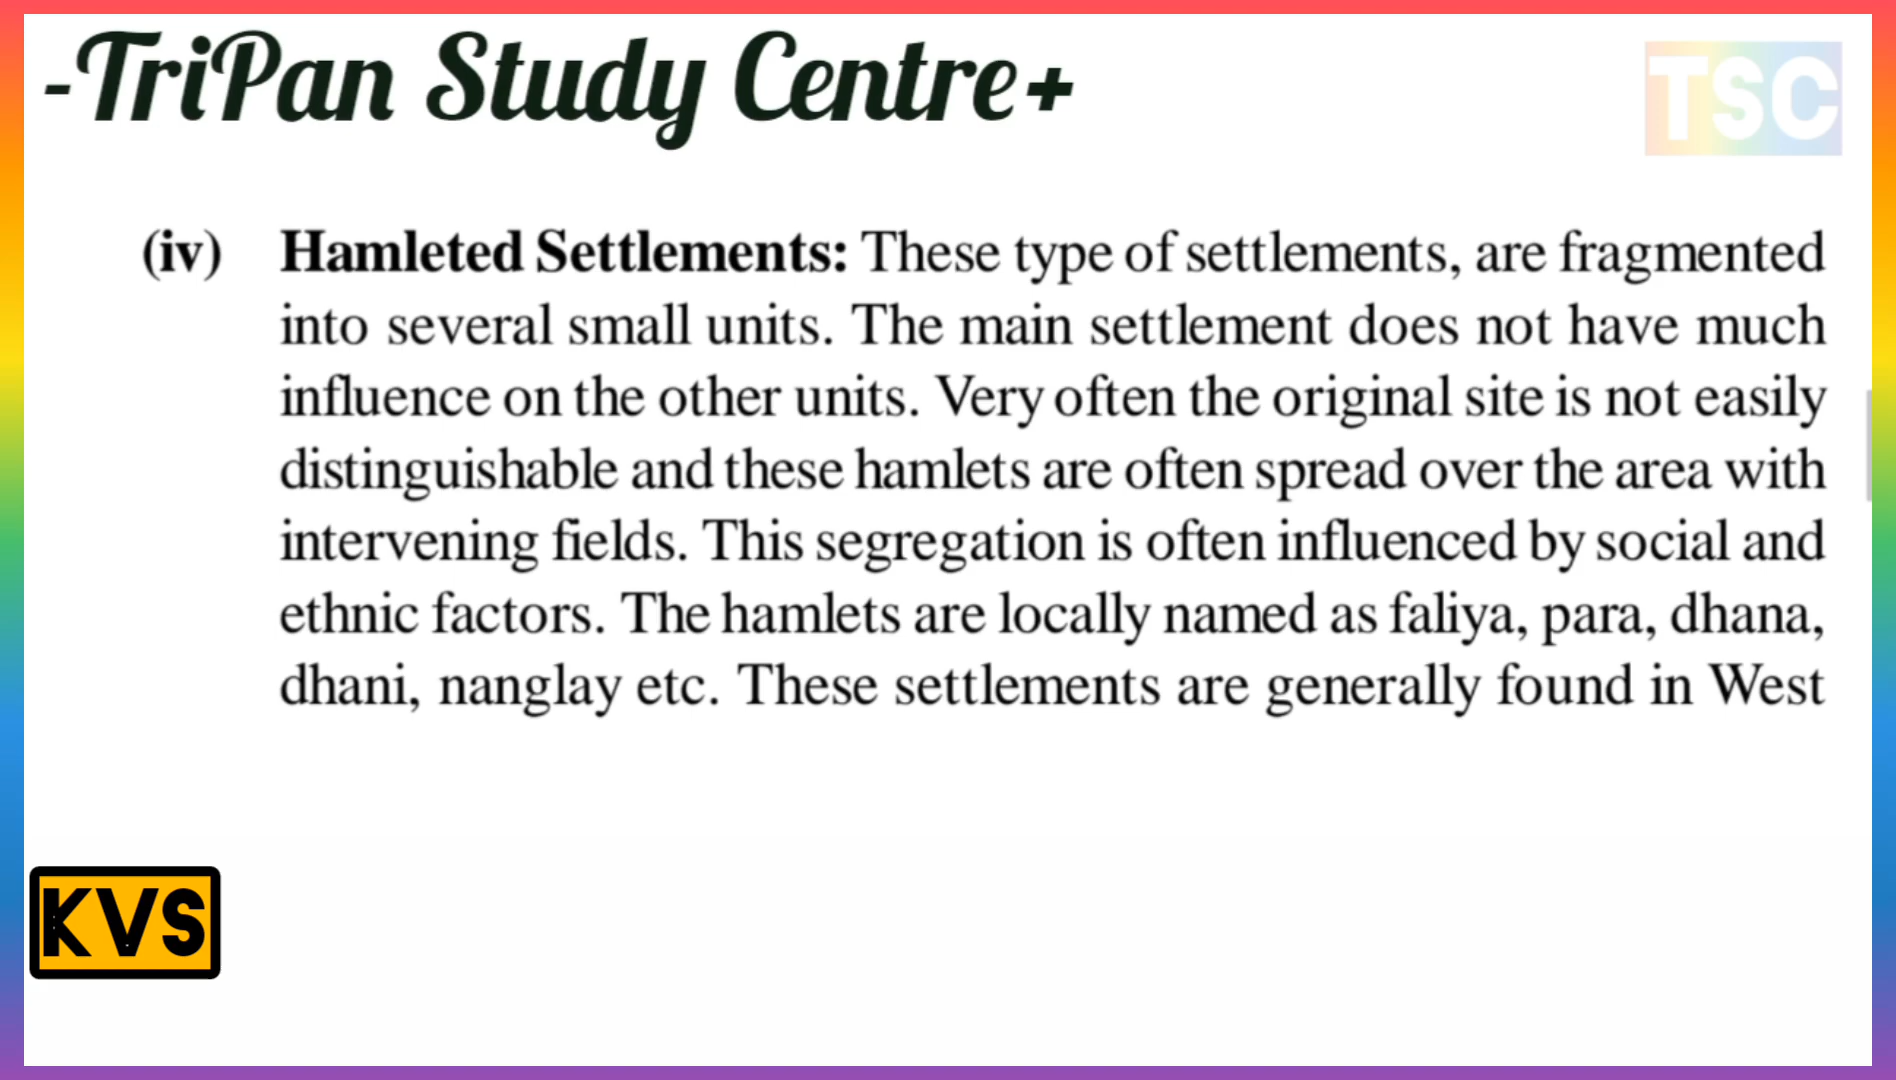 -TriPan Study Centre+
TSC
(iv) Hamleted Settlements: These type of settlements, are fragmented
into several small units. The main settlement does not have much
influence on the other units. Very often the original site is not easily
distinguishable and these hamlets are often spread over the area with
intervening fields. This segregation is often influenced by social and
ethnic factors. The hamlets are locally named as faliya, para, dhana,
dhani, nanglay etc. These settlements are generally found in West
KVS